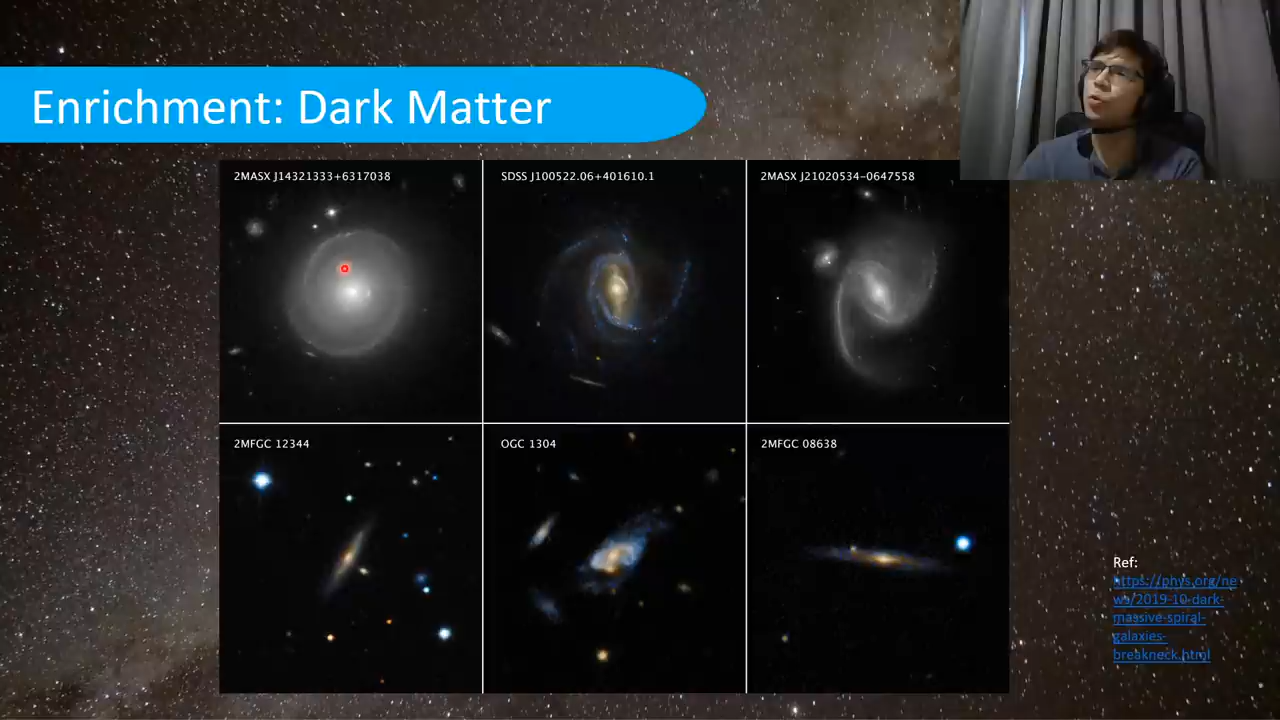 Enrichment: Dark Matter
2MASX J14321333+6317038
SDSS J100522.06+401610.1
2MASX J21020534-0647558
2MFGC 12344
OGC 1304
2MFGC 08638
Ref:
https://phys.org/ne
ws/2019-10-dark-
massive-spiral-
galaxies-
breakneck.html